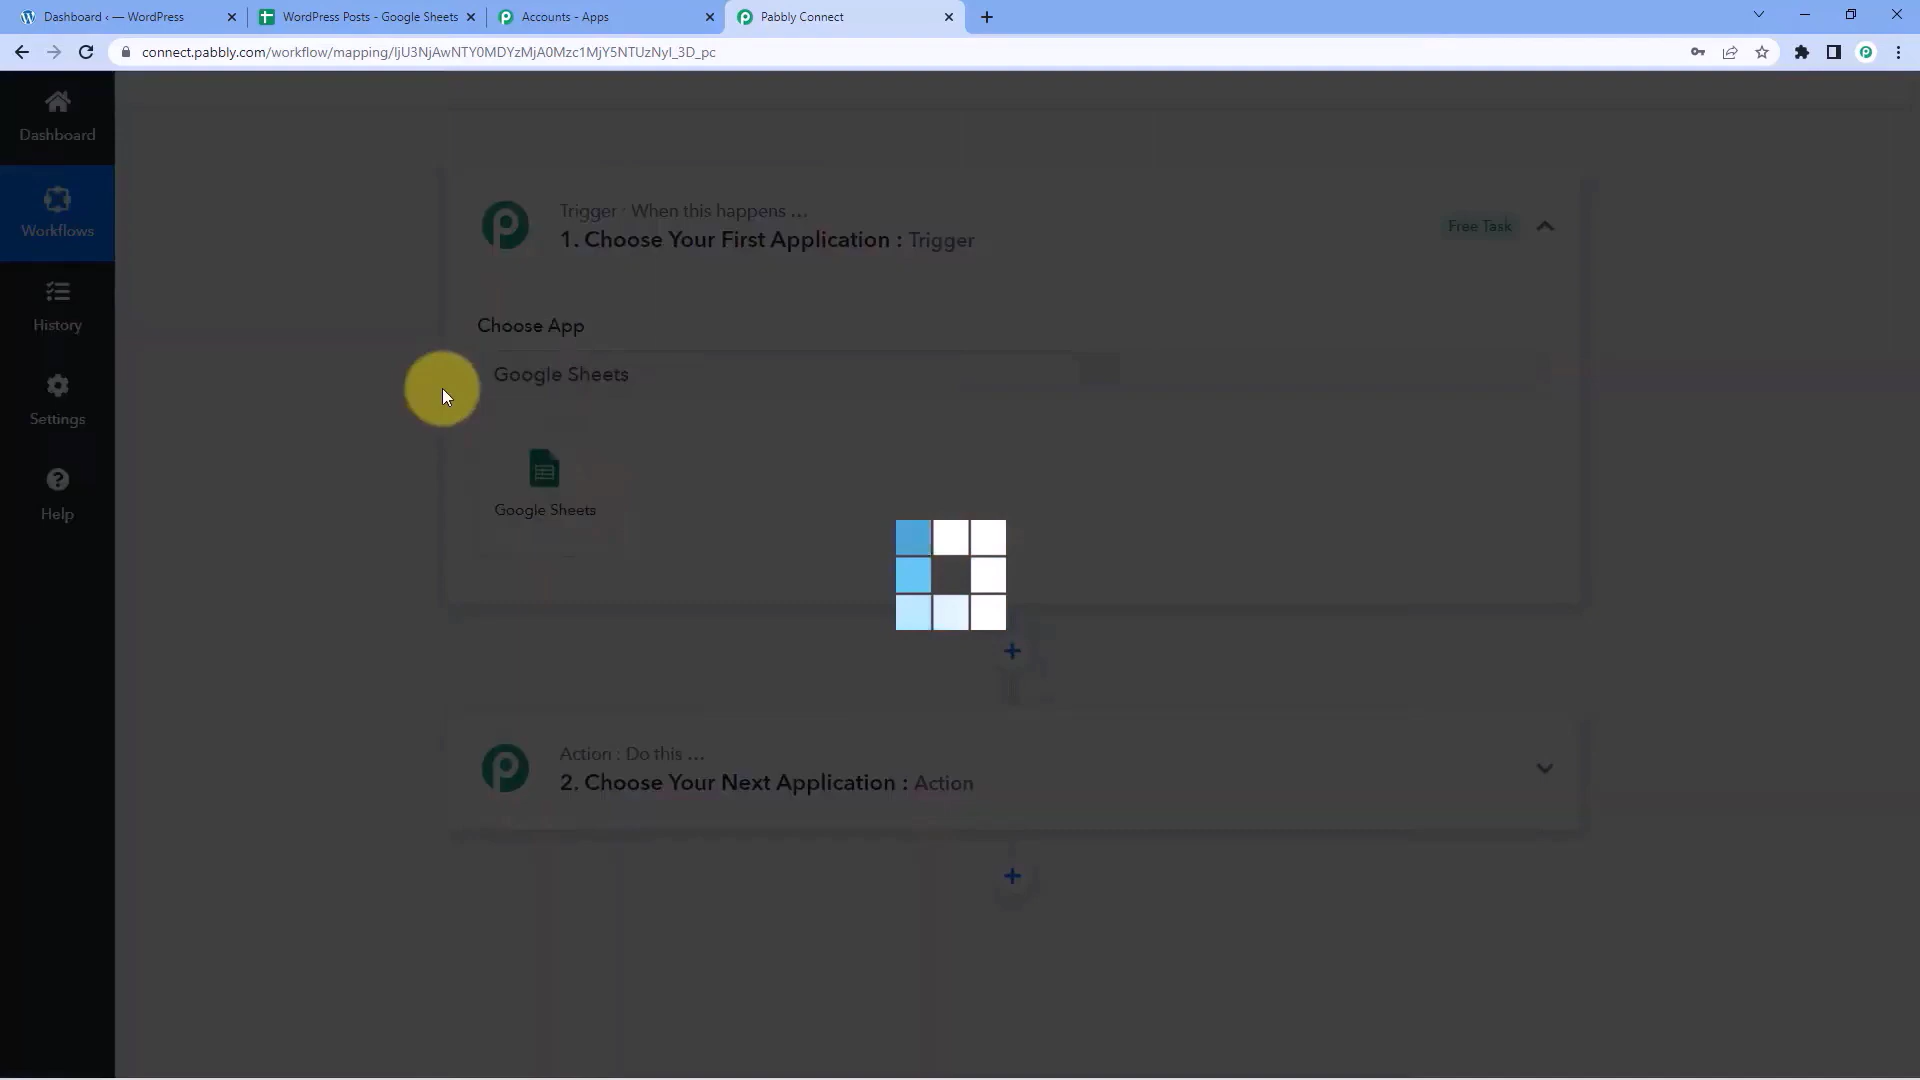 Dashboard ‹ — WordPress
WordPress Posts - Google Sheets
Accounts - Apps
Pabbly Connect
connect.pabbly.com/workflow/mapping/IjU3NjAwNTY0MDYzMjA0Mzc1MjY5NTUzNyI_3D_pc
Dashboard
Workflows
History
Settings
Help
Trigger : When this happens ...
1. Choose Your First Application : Trigger
Free Task
Choose App
Google Sheets
Google Sheets
Action : Do this ...
2. Choose Your Next Application : Action